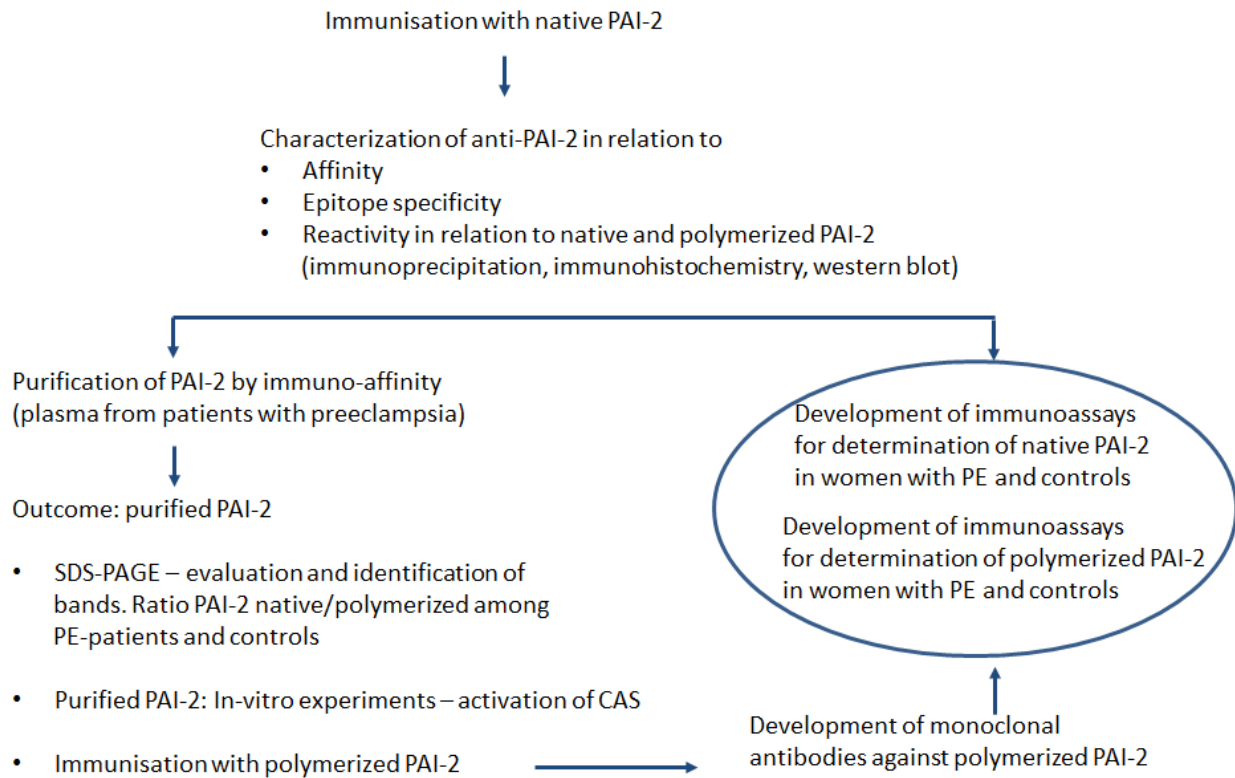 Immunisation with native PAI-2
Characterization of anti-PAI-2 in relation to
• Affinity
• Epitope specificity
• Reactivity in relation to native and polymerized PAI-2
(immunoprecipitation, immunohistochemistry, western blot)
Purification of PAI-2 by immuno-affinity
(plasma from patients with preeclampsia)
Outcome: purified PAI-2
• SDS-PAGE – evaluation and identification of
bands. Ratio PAI-2 native/polymerized among
PE-patients and controls
• Purified PAI-2: In-vitro experiments – activation of CAS
• Immunisation with polymerized PAI-2
Development of immunoassays
for determination of native PAI-2
in women with PE and controls
Development of immunoassays
for determination of polymerized PAI-2
in women with PE and controls
Development of monoclonal
antibodies against polymerized PAI-2